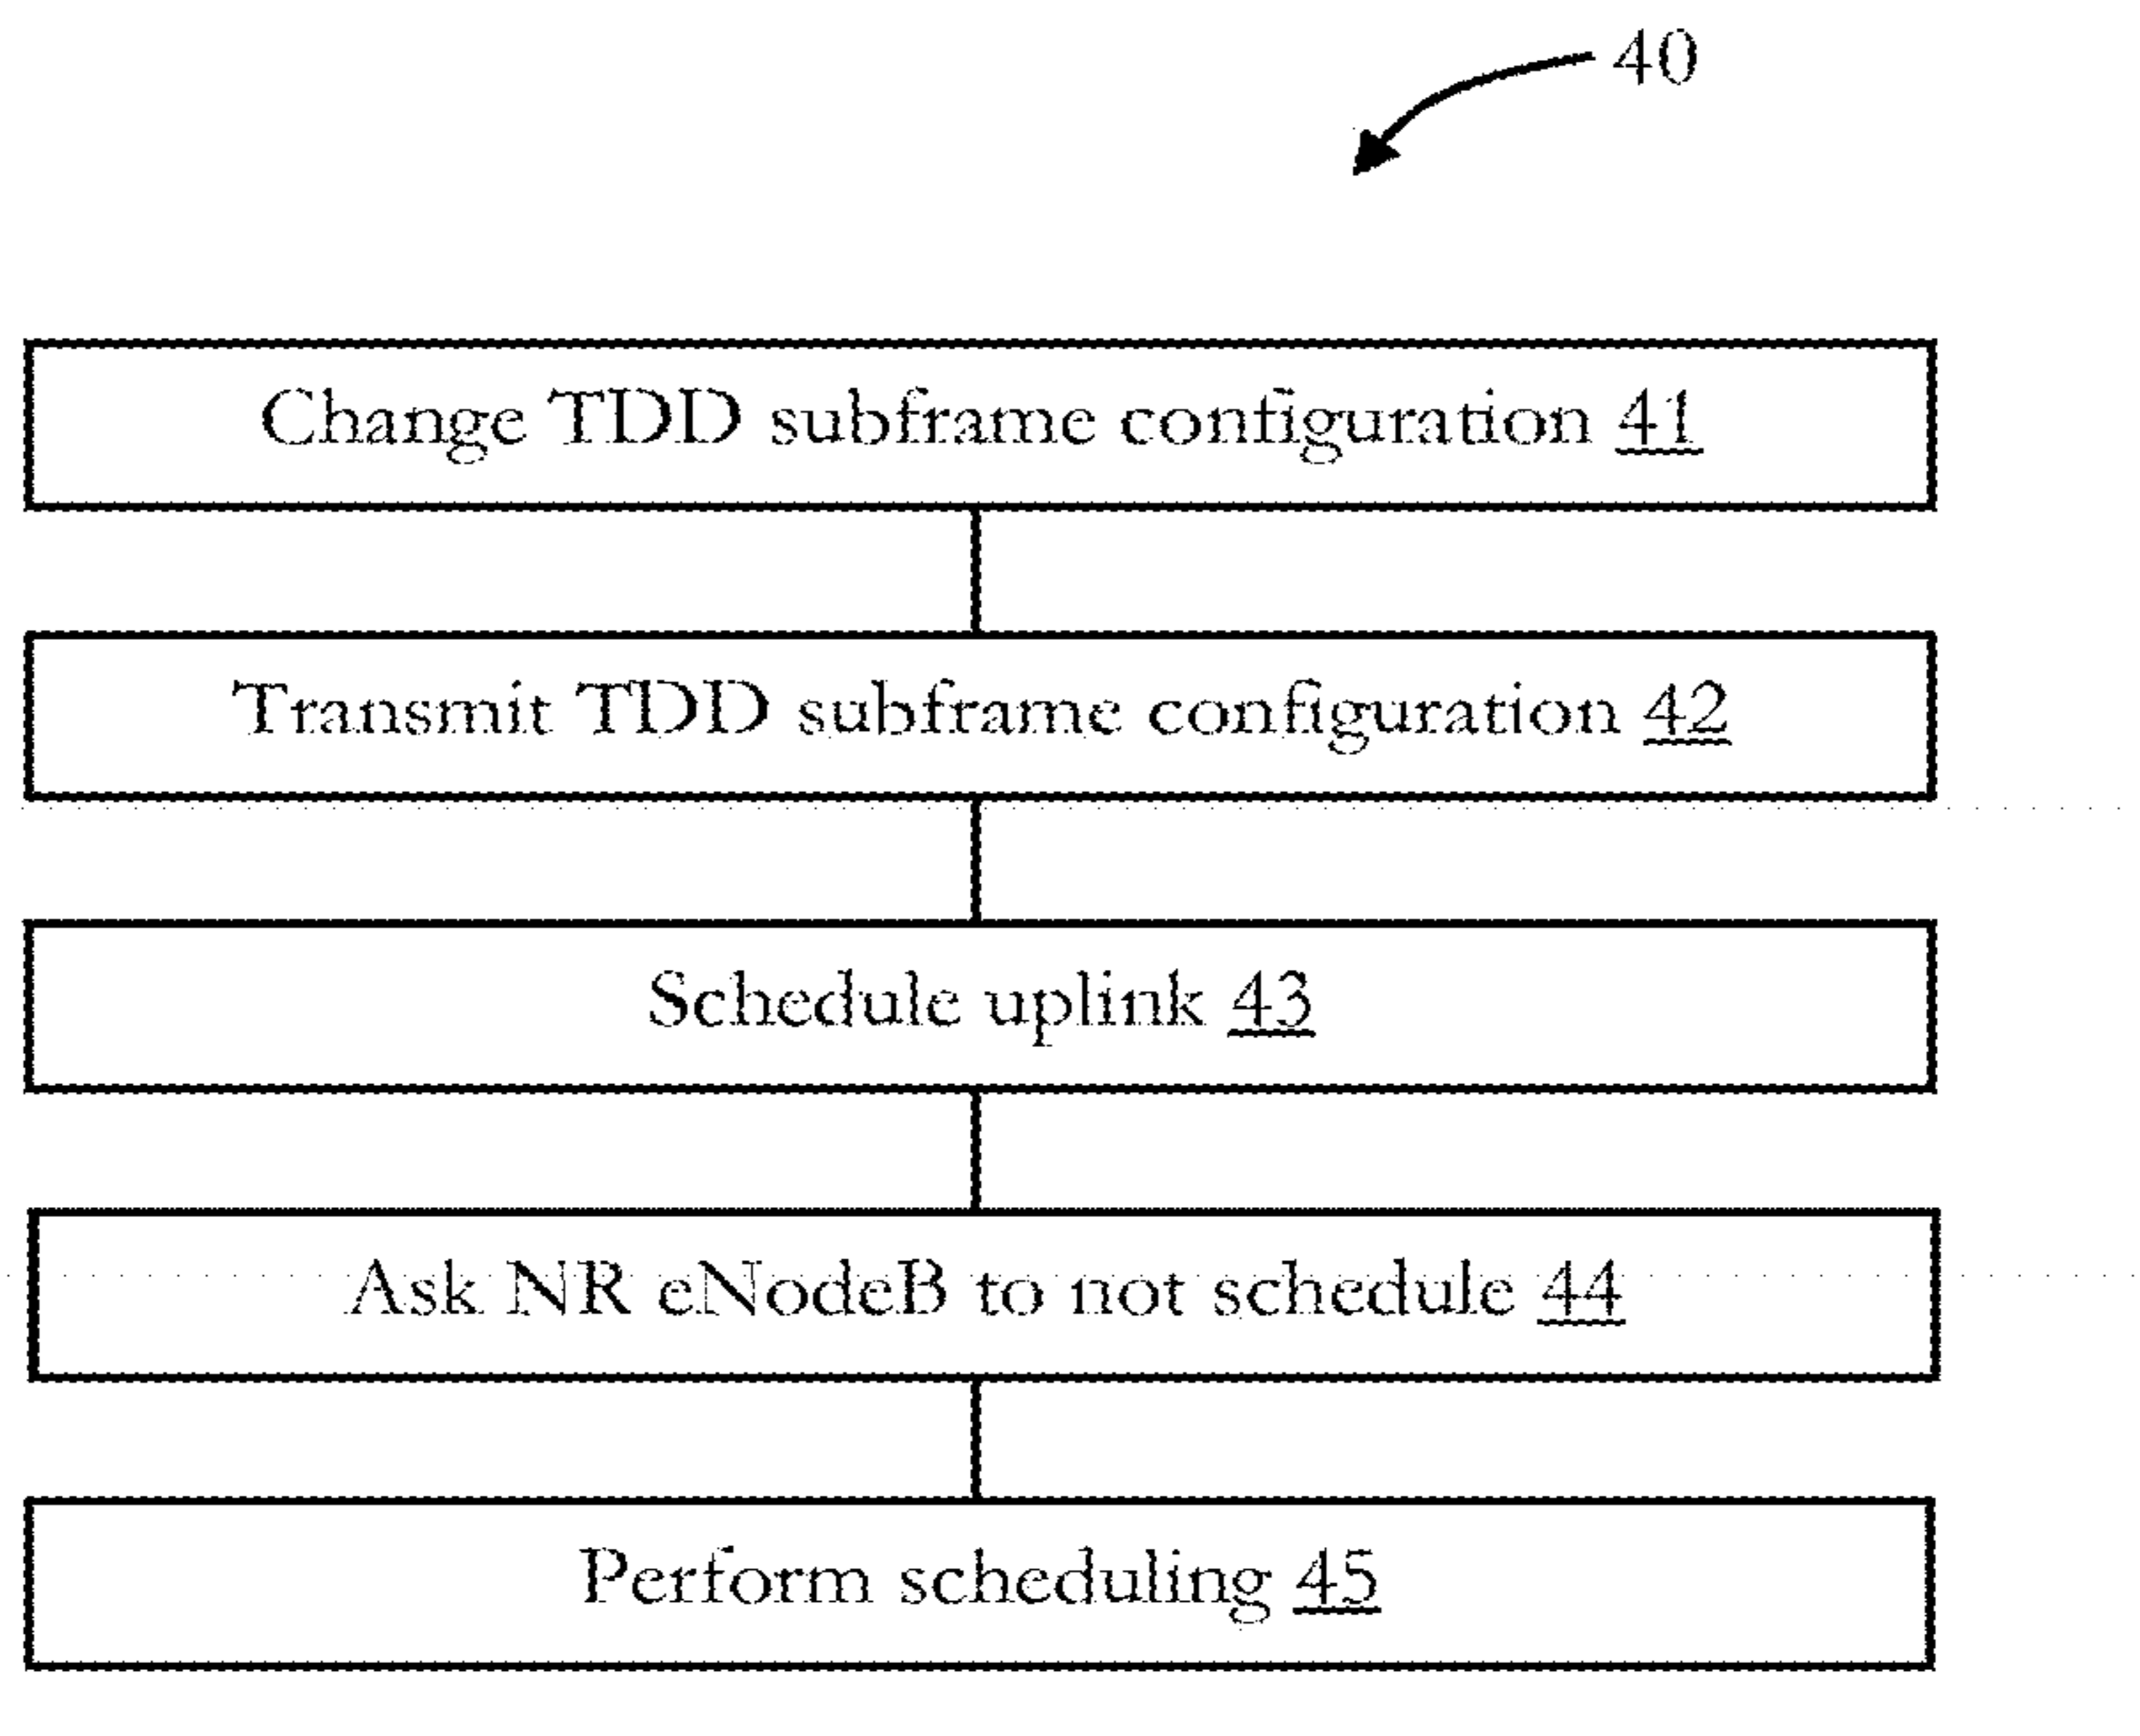 40
Change TDD subframe configuration 41
Transmit TDD subframe configuration 42
Schedule uplink 43
Ask NR eNodeB to not schedule 44
Perform scheduling 45